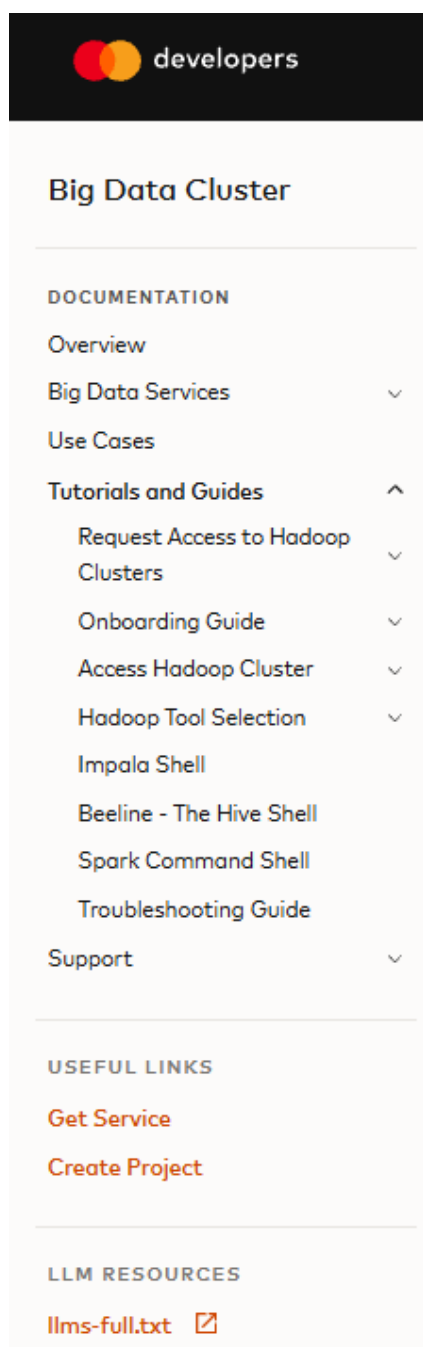 developers
Big Data Cluster
DOCUMENTATION
Overview
Big Data Services
Use Cases
Tutorials and Guides
Request Access to Hadoop
Clusters
Onboarding Guide
Access Hadoop Cluster
Hadoop Tool Selection
Impala Shell
Beeline - The Hive Shell
Spark Command Shell
Troubleshooting Guide
Support
USEFUL LINKS
Get Service
Create Project
LLM RESOURCES
llms-full.txt